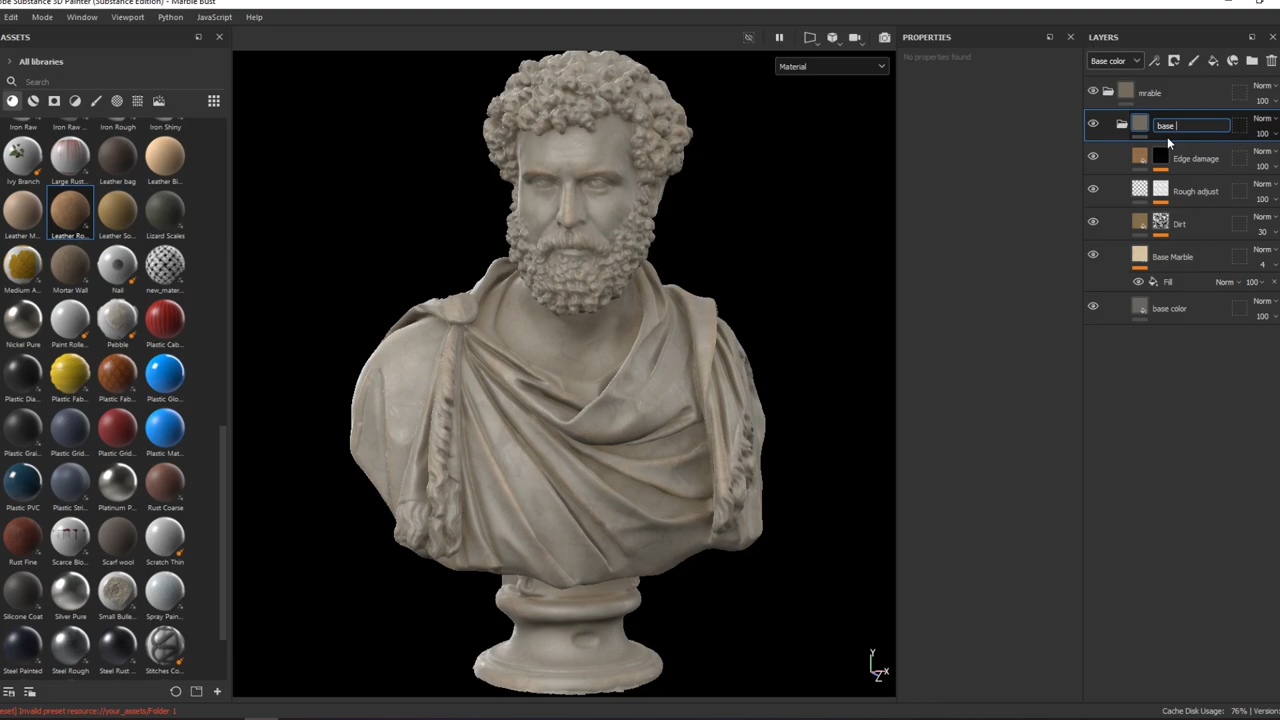 obe Substance 3D Painter (Substance Edition) - Marble Bust
Edit Mode Window Viewport Python JavaScript Help
ASSETS
All libraries
Search
Iron Raw Iron Raw ... Iron Rough Iron Shiny
Ivy Branch Large Rust... Leather bag Leather Bi...
Leather M... Leather Ro... Leather So... Lizard Scales
Medium A... Mortar Wall Nail new_mater...
Nickel Pure Paint Rolle... Pebble Plastic Cab...
Plastic Dia... Plastic Fab... Plastic Fab... Plastic Glo...
Plastic Grai... Plastic Grid... Plastic Grid... Plastic Mat...
Plastic PVC Plastic Stri... Platinum P... Rust Coarse
Rust Fine Scarce Blo... Scarf wool Scratch Thin
Silicone Coat Silver Pure Small Bulle... Spray Pain...
Steel Painted Steel Rough Steel Rust ... Stitches Co...
Material
Y
X
Z
PROPERTIES
No properties found
LAYERS
Base color
mrable Norm
100
base Norm
100
Edge damage Norm
100
Rough adjust Norm
100
Dirt Norm
30
Base Marble Norm
4
Fill Norm 100
base color Norm
100
eset] Invalid preset resource://your_assets/Folder 1
Cache Disk Usage: 76% | Version: